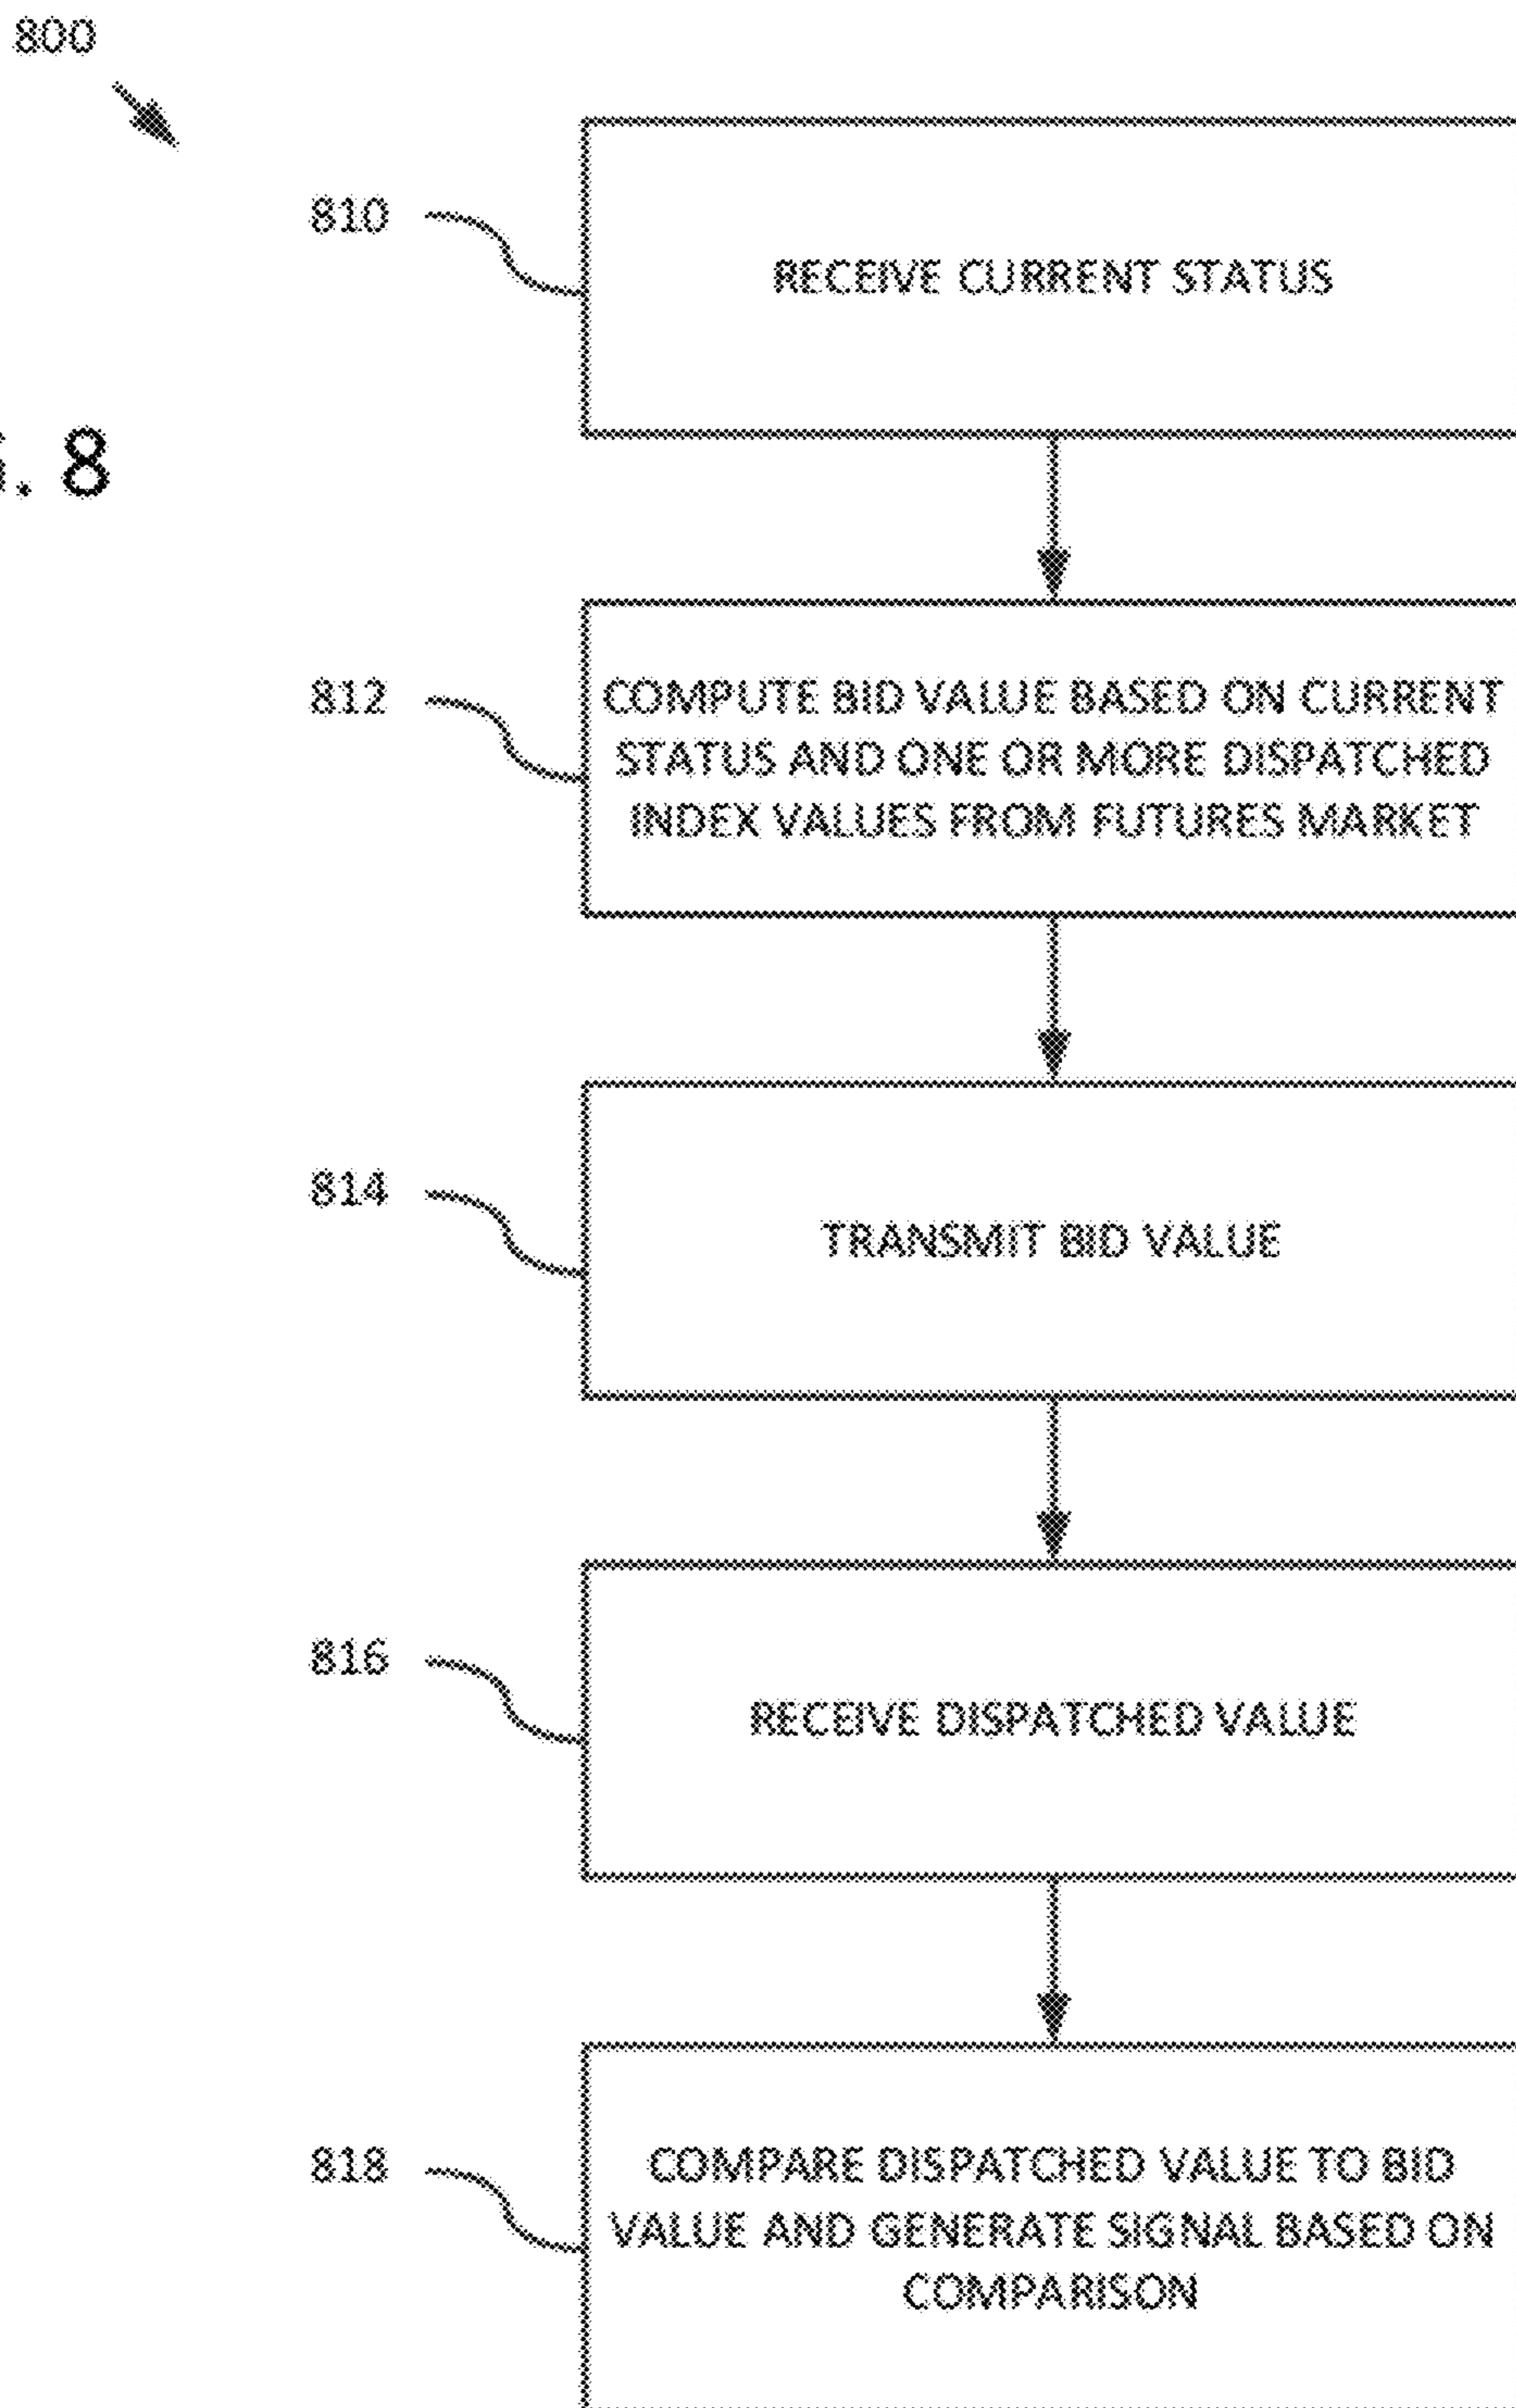 800
810
RECEIVE CURRENT STATUS
. 8
812
COMPUTE BID VALUE BASED ON CURRENT
STATUS AND ONE OR MORE DISPATCHED
INDEX VALUES FROM FUTURES MARKET
814
TRANSMIT BID VALUE
816
RECEIVE DISPATCHED VALUE
818
COMPARE DISPATCHED VALUE TO BID
VALUE AND GENERATE SIGNAL BASED ON
COMPARISON